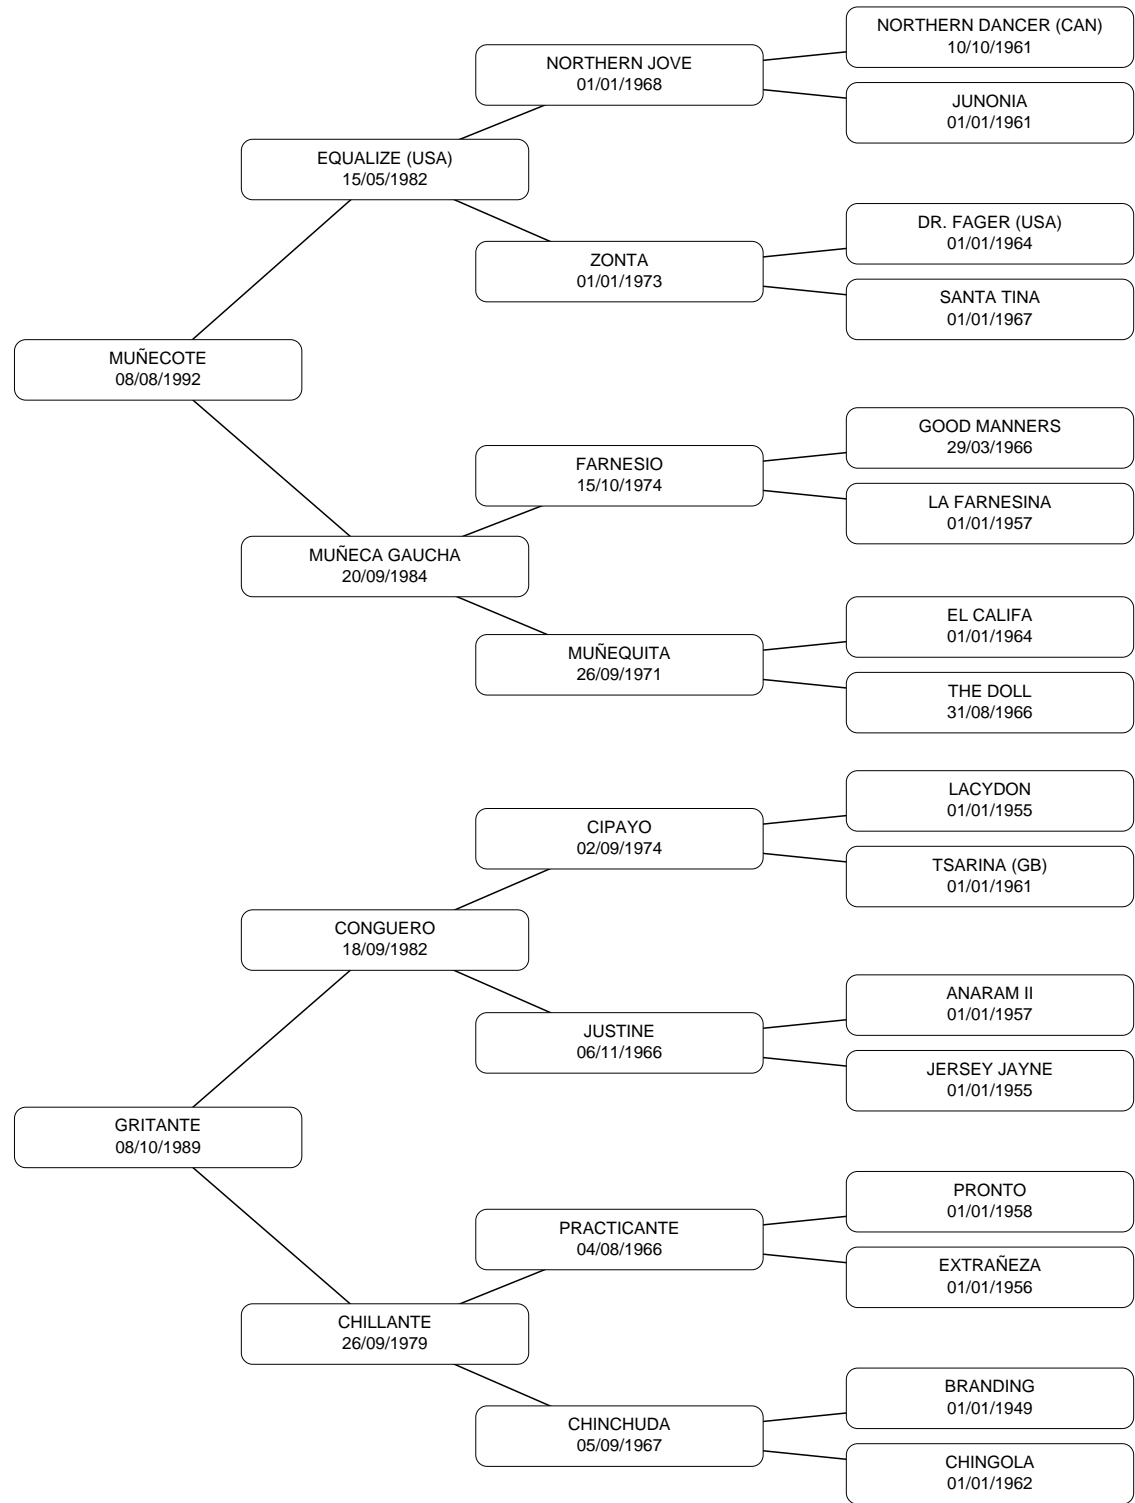 NORTHERN DANCER (CAN)
10/10/1961
NORTHERN JOVE
01/01/1968
JUNONIA
01/01/1961
EQUALIZE (USA)
15/05/1982
DR. FAGER (USA)
01/01/1964
ZONTA
01/01/1973
SANTA TINA
01/01/1967
MUÑECOTE
08/08/1992
GOOD MANNERS
29/03/1966
FARNESIO
15/10/1974
LA FARNESINA
01/01/1957
MUÑECA GAUCHA
20/09/1984
EL CALIFA
01/01/1964
MUÑEQUITA
26/09/1971
THE DOLL
31/08/1966
LACYDON
01/01/1955
CIPAYO
02/09/1974
TSARINA (GB)
01/01/1961
CONGUERO
18/09/1982
ANARAM II
01/01/1957
JUSTINE
06/11/1966
JERSEY JAYNE
01/01/1955
GRITANTE
08/10/1989
PRONTO
01/01/1958
PRACTICANTE
04/08/1966
EXTRAÑEZA
01/01/1956
CHILLANTE
26/09/1979
BRANDING
01/01/1949
CHINCHUDA
05/09/1967
CHINGOLA
01/01/1962